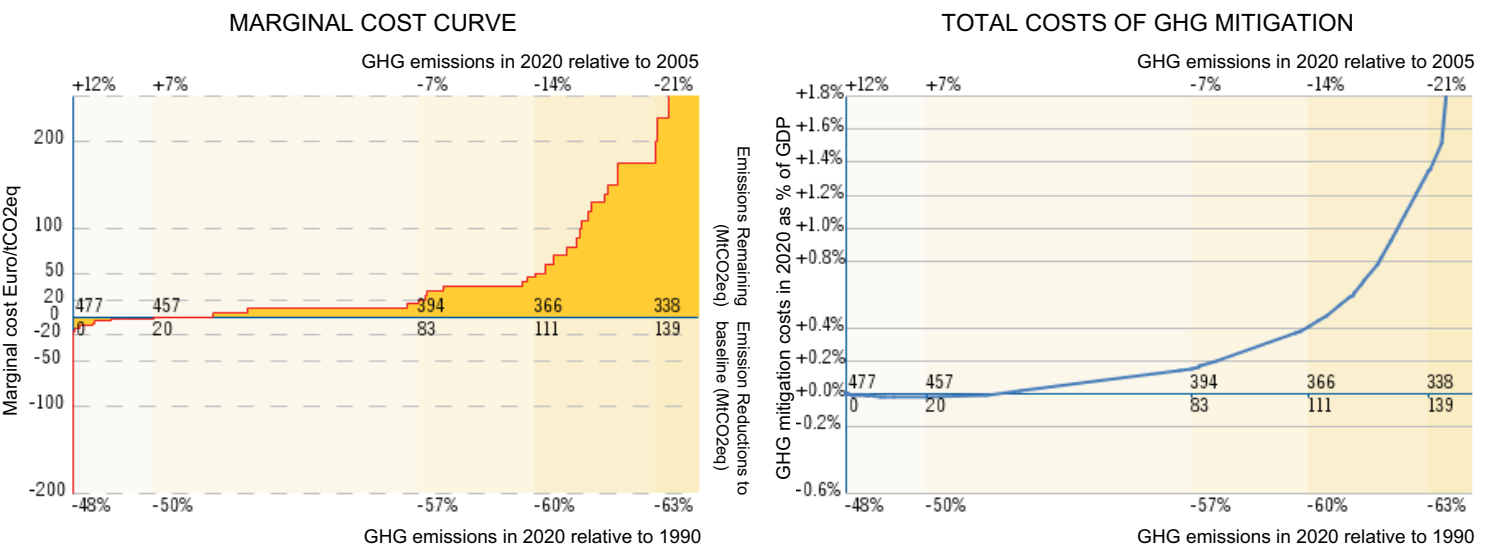 MARGINAL COST CURVE
GHG emissions in 2020 relative to 2005
+12% +7% -7% -14% -21%
Marginal cost Euro/tCO2eq
200
100
50
20
0
-20
-50
-100
-200
477 457 394 366 338
0 20 83 111 139
-48% -50% -57% -60% -63%
GHG emissions in 2020 relative to 1990
Emissions Remaining
(MtCO2eq)
Emission Reductions to
baseline (MtCO2eq)
TOTAL COSTS OF GHG MITIGATION
GHG emissions in 2020 relative to 2005
+12% +7% -7% -14% -21%
GHG mitigation costs in 2020 as % of GDP
+1.8%
+1.6%
+1.4%
+1.2%
+1.0%
+0.8%
+0.4%
+0.2%
+0.0%
-0.2%
-0.6%
477 457 394 366 338
0 20 83 111 139
-48% -50% -57% -60% -63%
GHG emissions in 2020 relative to 1990